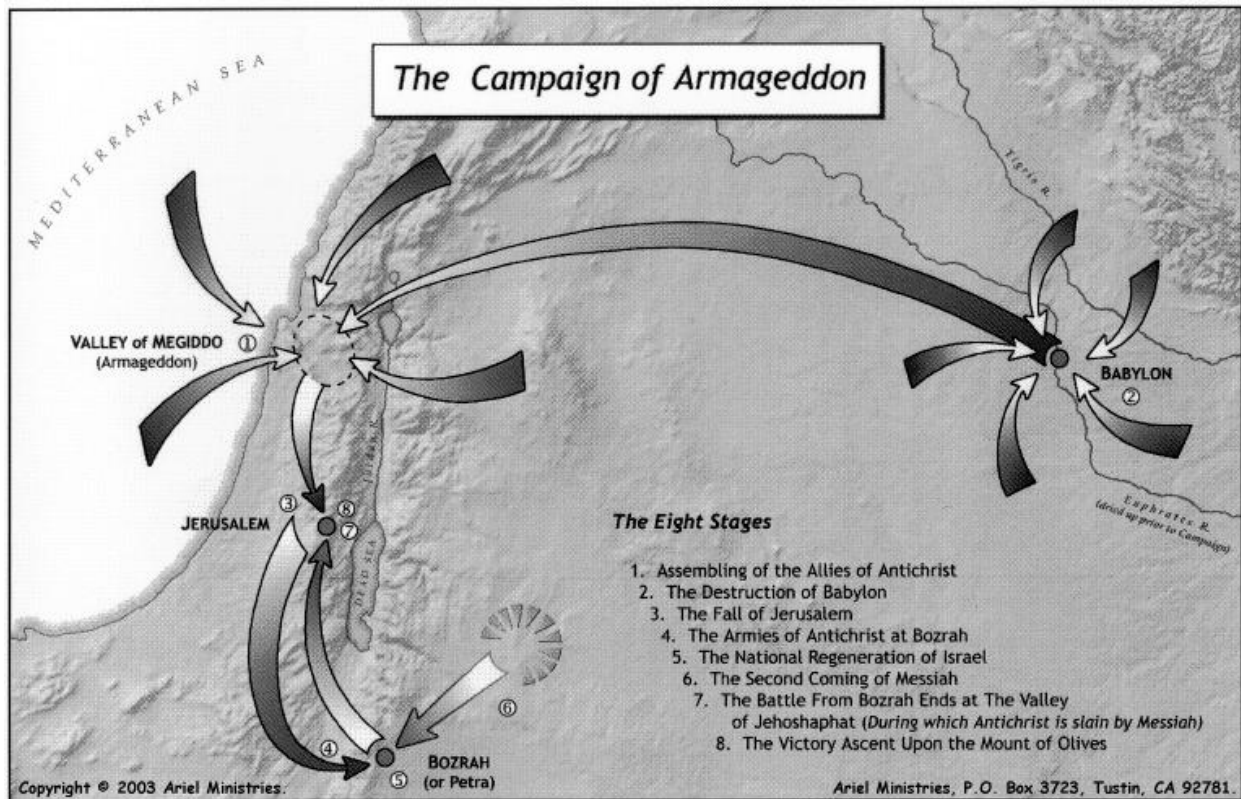 The Campaign of Armageddon
MEDITERRANEAN SEA
Tigris R.
VALLEY of MEGIDDO ①
(Armageddon)
BABYLON
②
Jordan R.
③
JERUSALEM
⑧
⑦
DEAD SEA
Euphrates R.
(dried up prior to Campaign)
The Eight Stages
1. Assembling of the Allies of Antichrist
2. The Destruction of Babylon
3. The Fall of Jerusalem
4. The Armies of Antichrist at Bozrah
5. The National Regeneration of Israel
6. The Second Coming of Messiah
7. The Battle From Bozrah Ends at The Valley
of Jehoshaphat (During which Antichrist is slain by Messiah)
8. The Victory Ascent Upon the Mount of Olives
⑥
④
BOZRAH
(or Petra)
⑤
Copyright © 2003 Ariel Ministries.
Ariel Ministries, P.O. Box 3723, Tustin, CA 92781.